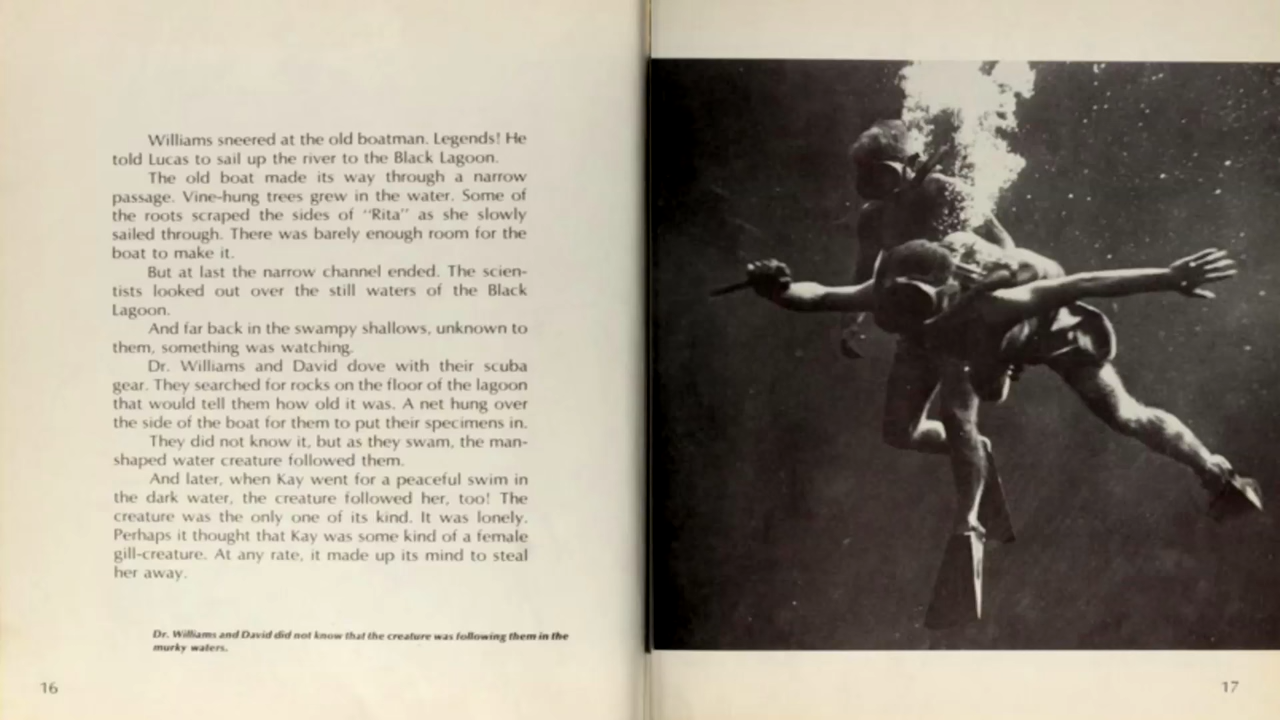 Williams sneered at the old boatman. Legends! He
told Lucas to sail up the river to the Black Lagoon.
The old boat made its way through a narrow
passage. Vine-hung trees grew in the water. Some of
the roots scraped the sides of "Rita" as she slowly
sailed through. There was barely enough room for the
boat to make it.
But at last the narrow channel ended. The scien-
tists looked out over the still waters of the Black
Lagoon.
And far back in the swampy shallows, unknown to
them, something was watching.
Dr. Williams and David dove with their scuba
gear. They searched for rocks on the floor of the lagoon
that would tell them how old it was. A net hung over
the side of the boat for them to put their specimens in.
They did not know it, but as they swam, the man-
shaped water creature followed them.
And later, when Kay went for a peaceful swim in
the dark water, the creature followed her, too! The
creature was the only one of its kind. It was lonely.
Perhaps it thought that Kay was some kind of a female
gill-creature. At any rate, it made up its mind to steal
her away.
Dr. Williams and David did not know that the creature was following them in the
murky waters.
16
17